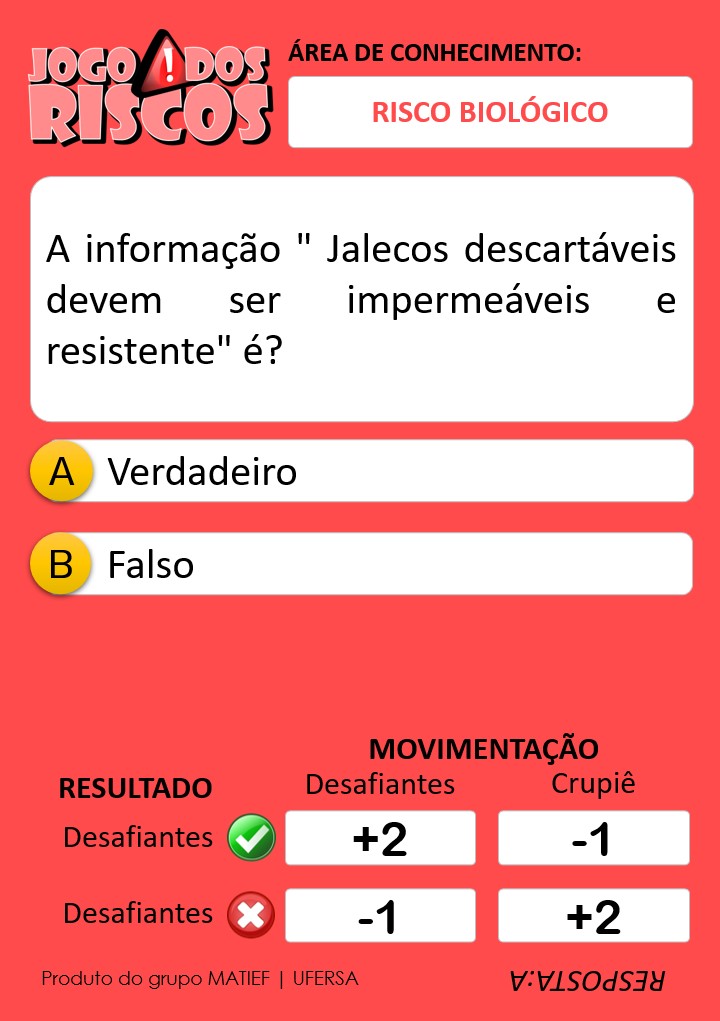 JOGO DOS
RISCOS
ÁREA DE CONHECIMENTO:
RISCO BIOLÓGICO
A informação " Jalecos descartáveis
devem ser impermeáveis e
resistente" é?
A Verdadeiro
B Falso
MOVIMENTAÇÃO
RESULTADO Desafiantes Crupiê
Desafiantes +2 -1
Desafiantes -1 +2
Produto do grupo MATIEF | UFERSA RESPOSTA:A